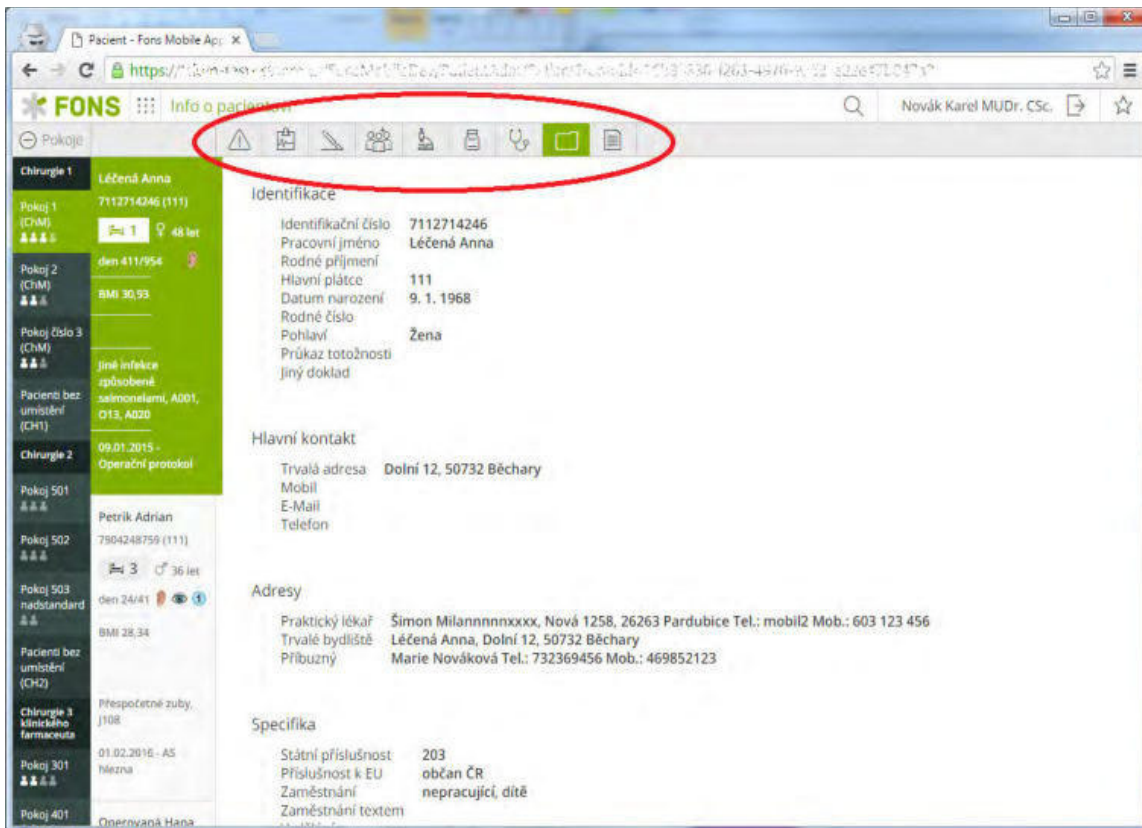 Pacient - Fons Mobile Ap
https://
FONS Info o pacientovi
Novák Karel MUDr. CSc.
Pokoje
Chirurgie 1
Pokoj 1
(ChM)
Pokoj 2
(ChM)
Pokoj číslo 3
(ChM)
Pacienti bez
umístění
(CH1)
Chirurgie 2
Pokoj 501
Pokoj 502
Pokoj 503
nadstandard
Pacienti bez
umístění
(CH2)
Chirurgie 3
klinického
farmaceuta
Pokoj 301
Pokoj 401
Léčená Anna
7112714246 (111)
1 48 let
den 411/954
BMI 30,93
Jiné infekce
způsobené
salmonelami, A001,
O13, A020
09.01.2015 -
Operační protokol
Petrik Adrian
7904248759 (111)
3 36 let
den 24/41 1
BMI 28,34
Přespočetné zuby,
J108
01.02.2016 - AS
hlezna
Operovaná Hana
Identifikace
Identifikační číslo 7112714246
Pracovní jméno Léčená Anna
Rodné příjmení
Hlavní plátce 111
Datum narození 9. 1. 1968
Rodné číslo
Pohlaví Žena
Průkaz totožnosti
Jiný doklad
Hlavní kontakt
Trvalá adresa Dolní 12, 50732 Běchary
Mobil
E-Mail
Telefon
Adresy
Praktický lékař Šimon Milannnnnxxxx, Nová 1258, 26263 Pardubice Tel.: mobil2 Mob.: 603 123 456
Trvalé bydliště Léčená Anna, Dolní 12, 50732 Běchary
Příbuzný Marie Nováková Tel.: 732369456 Mob.: 469852123
Specifika
Státní příslušnost 203
Příslušnost k EU občan ČR
Zaměstnání nepracující, dítě
Zaměstnání textem